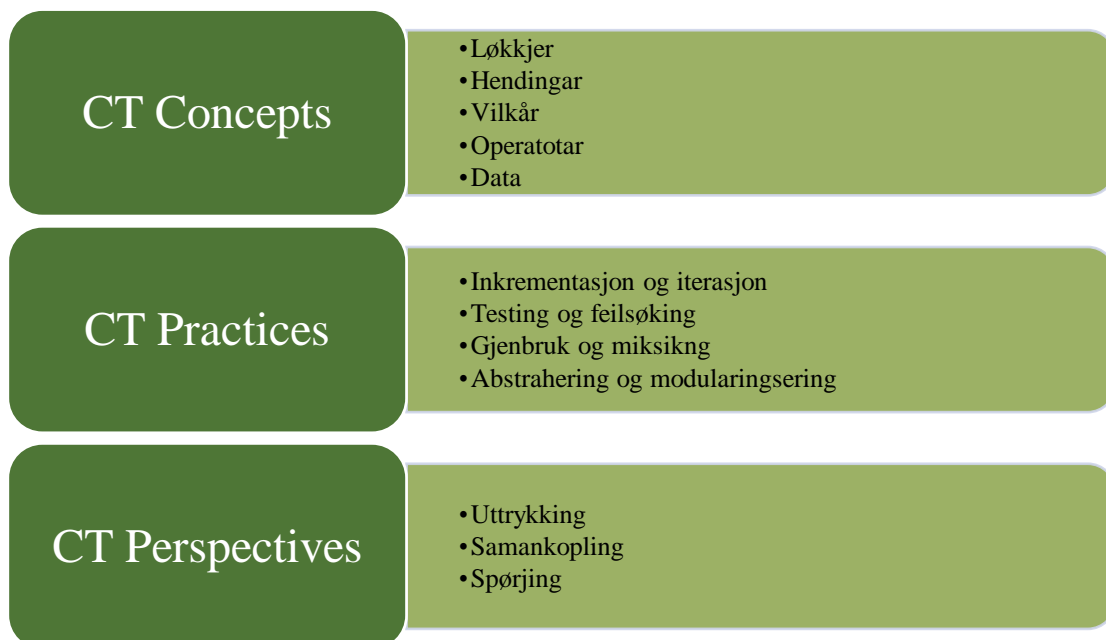 CT Concepts
•Løkkjer
•Hendingar
•Vilkår
•Operatotar
•Data
CT Practices
•Inkrementasjon og iterasjon
•Testing og feilsøking
•Gjenbruk og miksikng
•Abstrahering og modularingsering
CT Perspectives
•Uttrykking
•Samankopling
•Spørjing